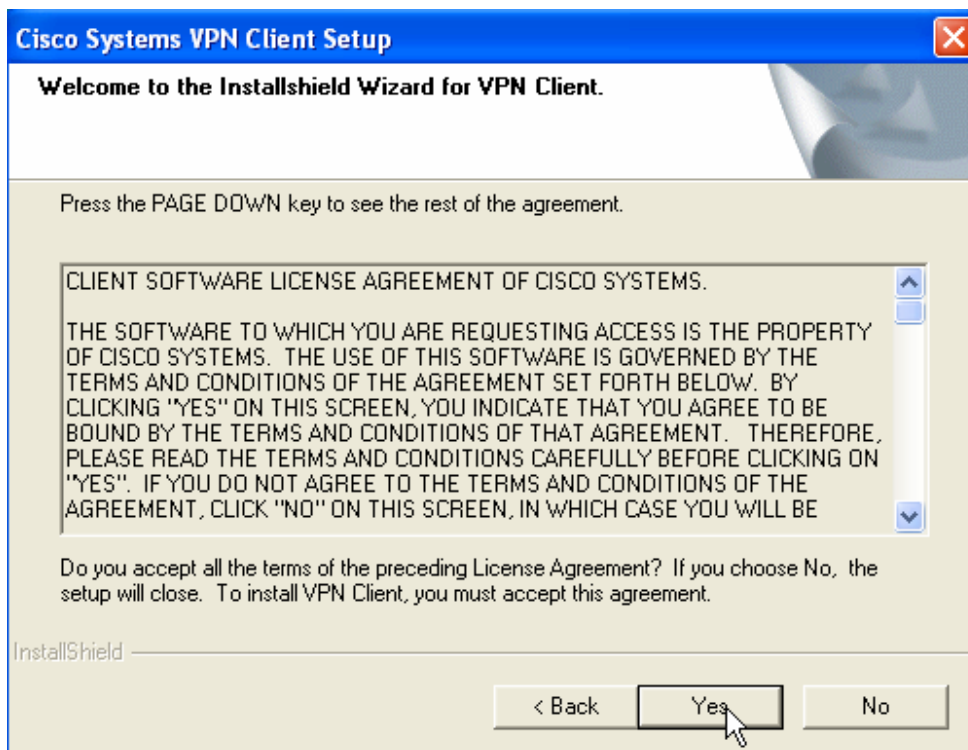 Cisco Systems VPN Client Setup
Welcome to the Installshield Wizard for VPN Client.
Press the PAGE DOWN key to see the rest of the agreement.
CLIENT SOFTWARE LICENSE AGREEMENT OF CISCO SYSTEMS.
THE SOFTWARE TO WHICH YOU ARE REQUESTING ACCESS IS THE PROPERTY
OF CISCO SYSTEMS.  THE USE OF THIS SOFTWARE IS GOVERNED BY THE
TERMS AND CONDITIONS OF THE AGREEMENT SET FORTH BELOW.  BY
CLICKING "YES" ON THIS SCREEN, YOU INDICATE THAT YOU AGREE TO BE
BOUND BY THE TERMS AND CONDITIONS OF THAT AGREEMENT.   THEREFORE,
PLEASE READ THE TERMS AND CONDITIONS CAREFULLY BEFORE CLICKING ON
"YES".  IF YOU DO NOT AGREE TO THE TERMS AND CONDITIONS OF THE
AGREEMENT, CLICK "NO" ON THIS SCREEN, IN WHICH CASE YOU WILL BE
Do you accept all the terms of the preceding License Agreement?  If you choose No,  the
setup will close.  To install VPN Client, you must accept this agreement.
InstallShield
< Back
Yes
No